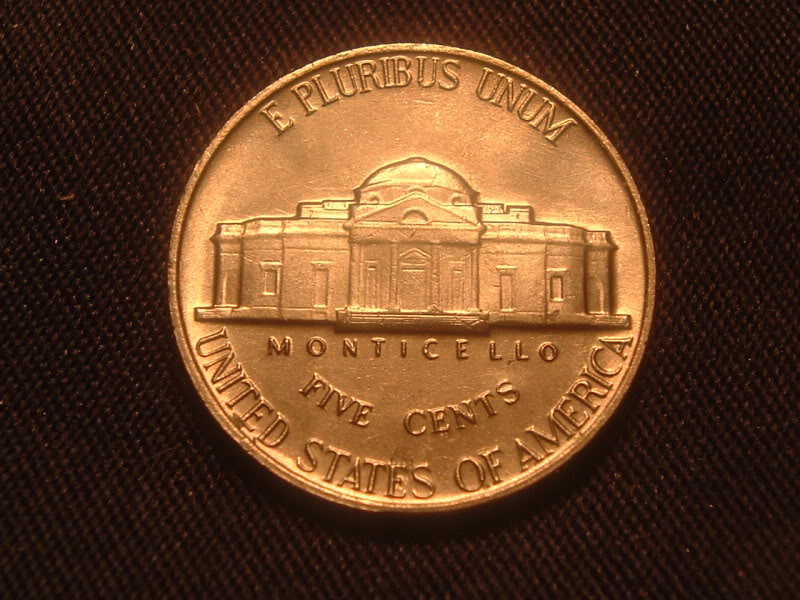 E PLURIBUS UNUM
MONTICELLO
FIVE CENTS
UNITED STATES OF AMERICA